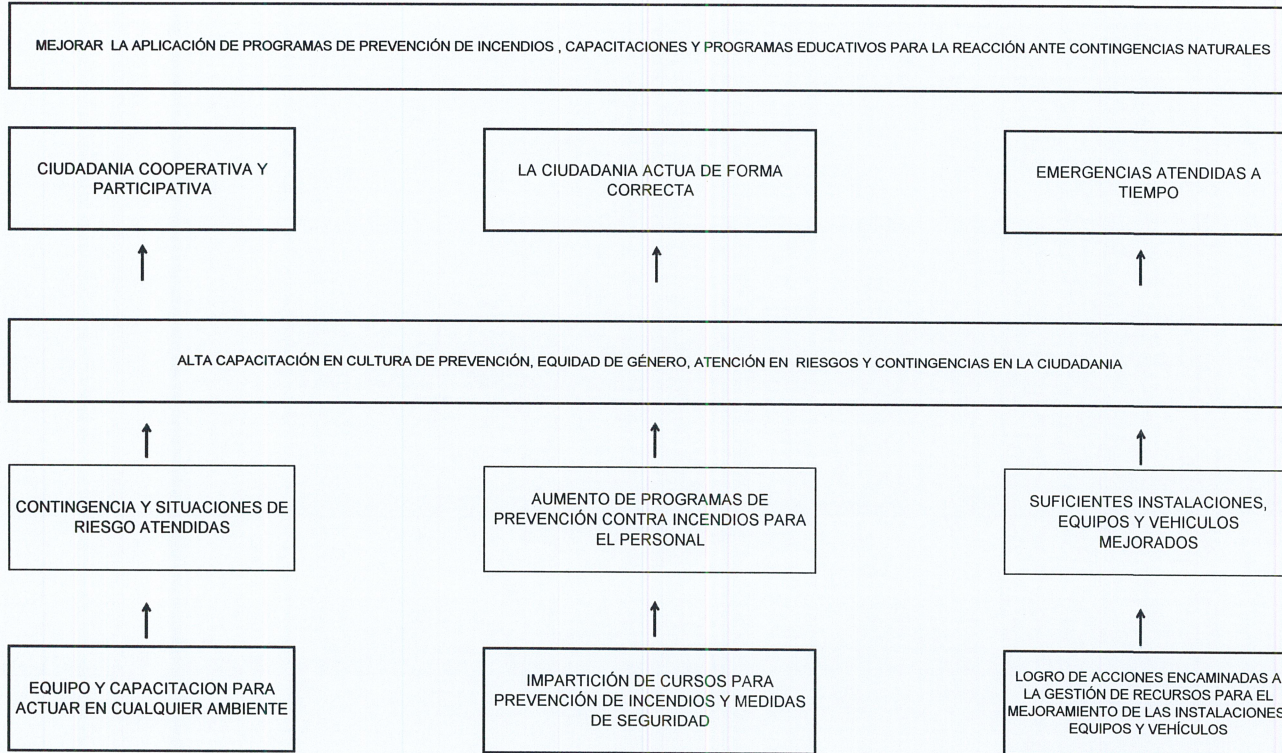 MEJORAR LA APLICACIÓN DE PROGRAMAS DE PREVENCIÓN DE INCENDIOS , CAPACITACIONES Y PROGRAMAS EDUCATIVOS PARA LA REACCIÓN ANTE CONTINGENCIAS NATURALES
CIUDADANIA COOPERATIVA Y
PARTICIPATIVA
LA CIUDADANIA ACTUA DE FORMA
CORRECTA
EMERGENCIAS ATENDIDAS A
TIEMPO
ALTA CAPACITACIÓN EN CULTURA DE PREVENCIÓN, EQUIDAD DE GÉNERO, ATENCIÓN EN RIESGOS Y CONTINGENCIAS EN LA CIUDADANIA
CONTINGENCIA Y SITUACIONES DE
RIESGO ATENDIDAS
AUMENTO DE PROGRAMAS DE
PREVENCIÓN CONTRA INCENDIOS PARA
EL PERSONAL
SUFICIENTES INSTALACIONES,
EQUIPOS Y VEHICULOS
MEJORADOS
EQUIPO Y CAPACITACION PARA
ACTUAR EN CUALQUIER AMBIENTE
IMPARTICIÓN DE CURSOS PARA
PREVENCIÓN DE INCENDIOS Y MEDIDAS
DE SEGURIDAD
LOGRO DE ACCIONES ENCAMINADAS A
LA GESTIÓN DE RECURSOS PARA EL
MEJORAMIENTO DE LAS INSTALACIONES
EQUIPOS Y VEHÍCULOS